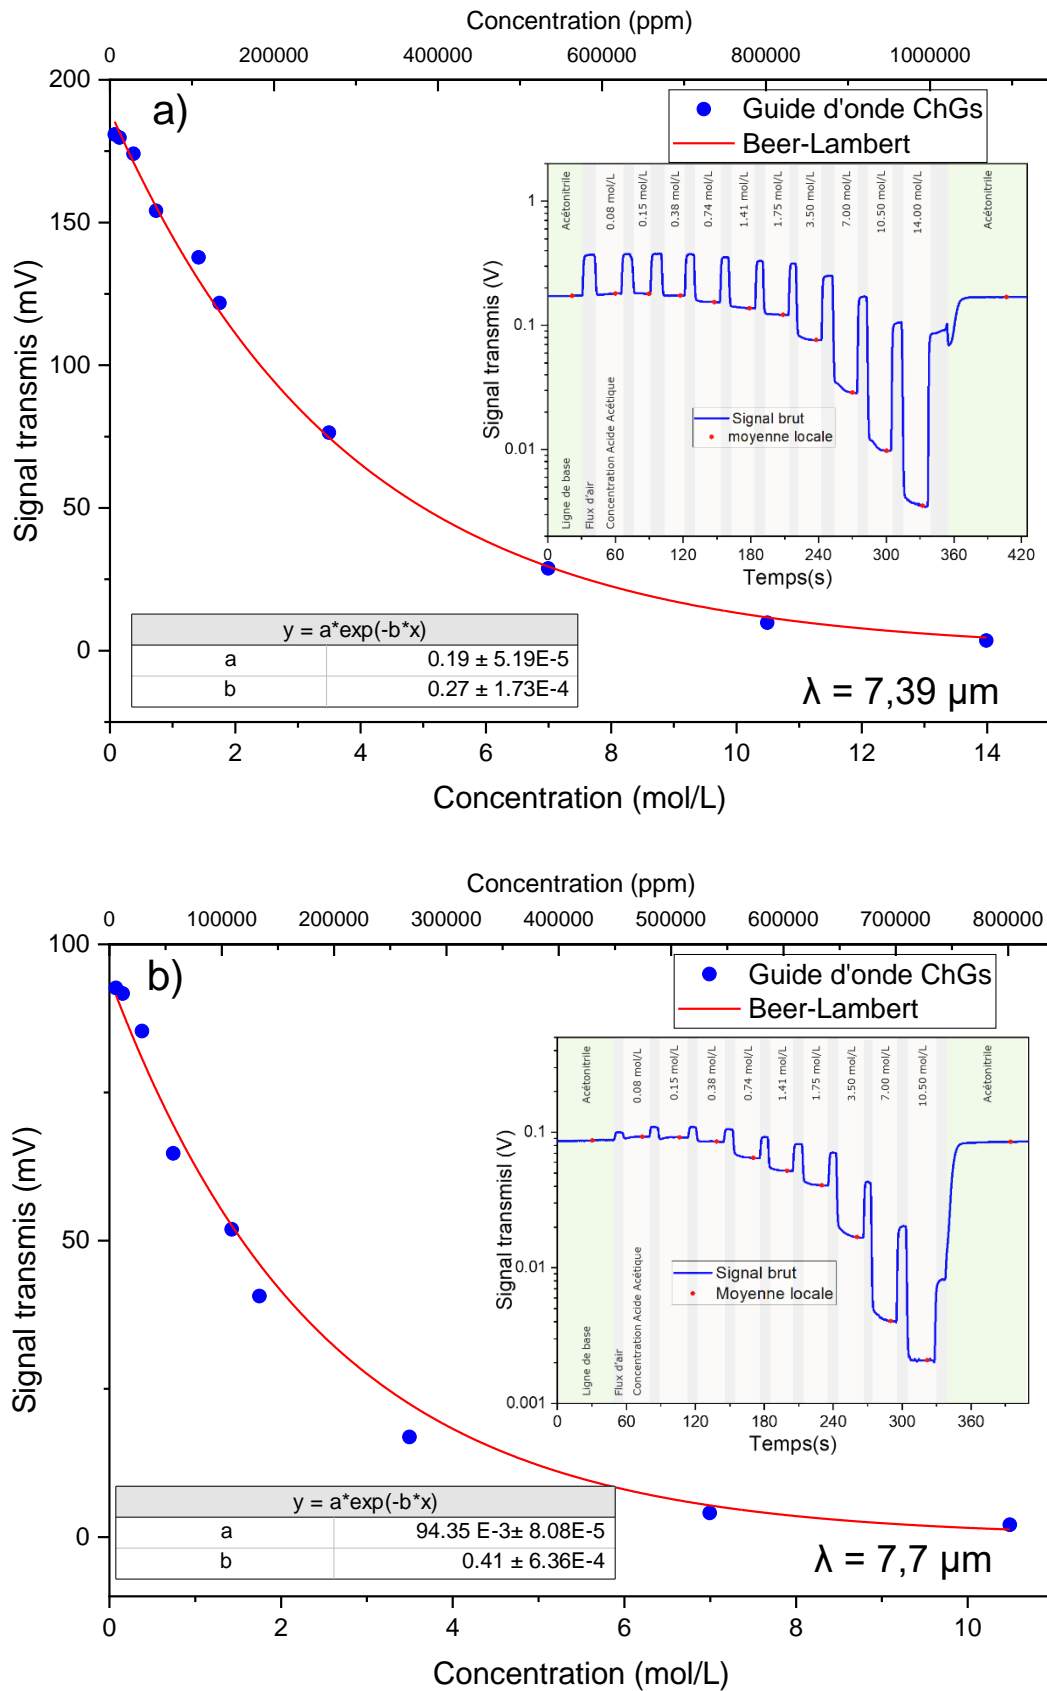 Concentration (ppm)
0 200000 400000 600000 800000 1000000
200
150
100
50
0
Signal transmis (mV)
a)
Guide d'onde ChGs
Beer-Lambert
1
0.1
0.01
Signal transmis (V)
Acétonitrile
0.08 mol/L
0.15 mol/L
0.38 mol/L
0.74 mol/L
1.41 mol/L
1.75 mol/L
3.50 mol/L
7.00 mol/L
10.50 mol/L
14.00 mol/L
Acétonitrile
Ligne de base
Flux d'air
Concentration Acide Acétique
Signal brut
moyenne locale
0 60 120 180 240 300 360 420
Temps(s)
y = a*exp(-b*x)
a 0.19 ± 5.19E-5
b 0.27 ± 1.73E-4
λ = 7,39 µm
0 2 4 6 8 10 12 14
Concentration (mol/L)
Concentration (ppm)
0 100000 200000 300000 400000 500000 600000 700000 800000
100
50
0
Signal transmis (mV)
b)
Guide d'onde ChGs
Beer-Lambert
0.1
0.01
0.001
Signal transmisl (V)
Acétonitrile
0.08 mol/L
0.15 mol/L
0.38 mol/L
0.74 mol/L
1.41 mol/L
1.75 mol/L
3.50 mol/L
7.00 mol/L
10.50 mol/L
Acétonitrile
Ligne de base
Flux d'air
Concentration Acide Acétique
Signal brut
Moyenne locale
0 60 120 180 240 300 360
Temps(s)
y = a*exp(-b*x)
a 94.35 E-3± 8.08E-5
b 0.41 ± 6.36E-4
λ = 7,7 µm
0 2 4 6 8 10
Concentration (mol/L)